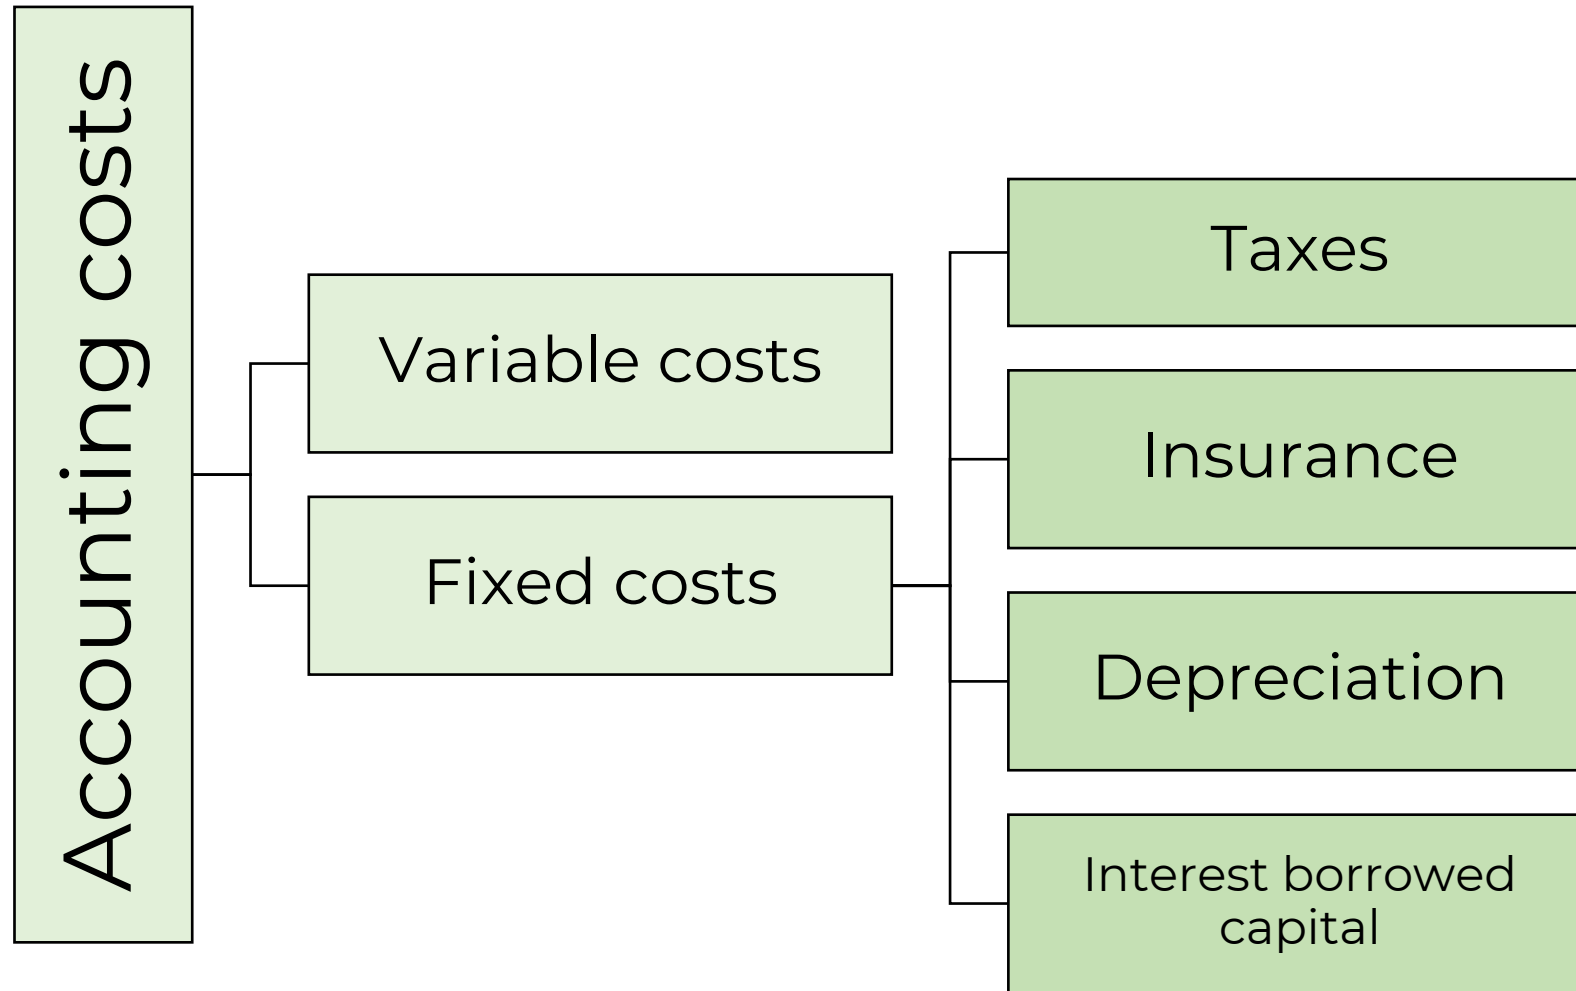 Accounting costs
Variable costs
Fixed costs
Taxes
Insurance
Depreciation
Interest borrowed
capital